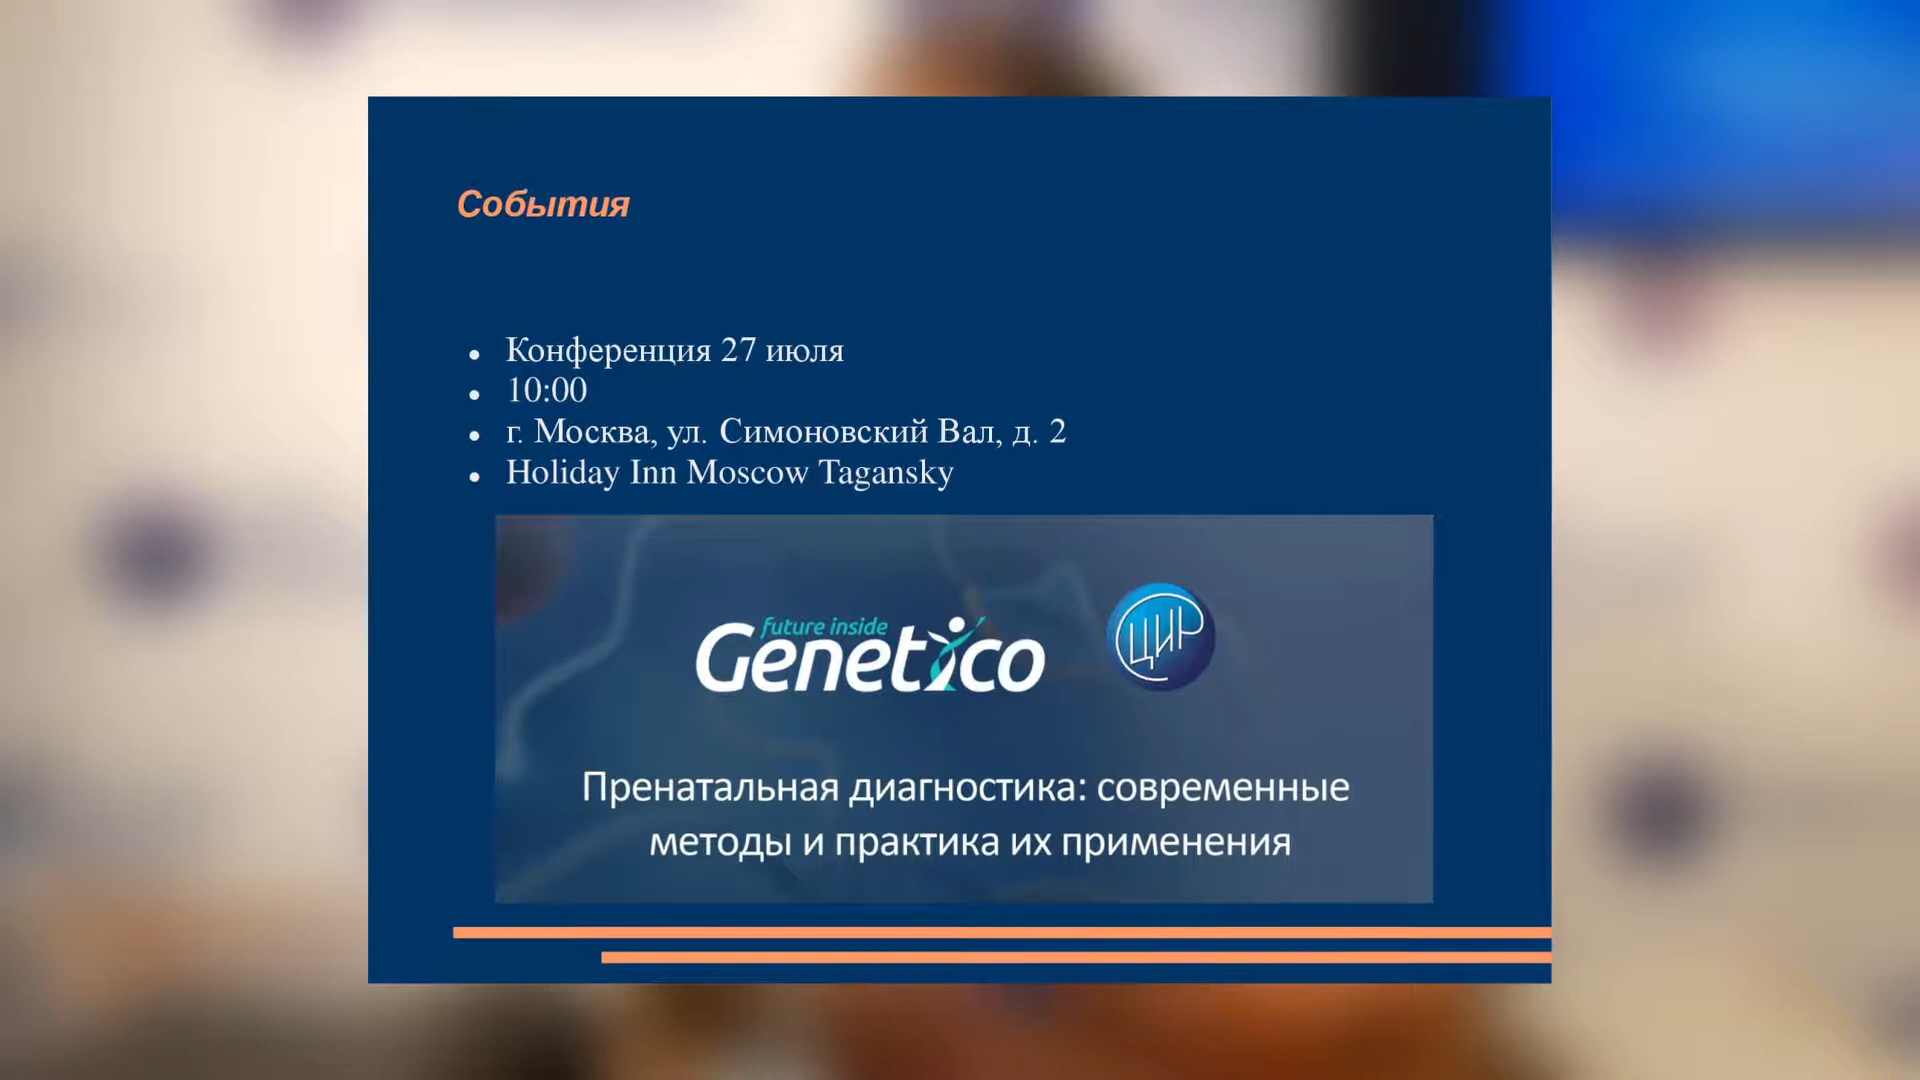 События
Конференция 27 июля
10:00
г. Москва, ул. Симоновский Вал, д. 2
Holiday Inn Moscow Tagansky
future inside
Genetico
ЦИР
Пренатальная диагностика: современные
методы и практика их применения